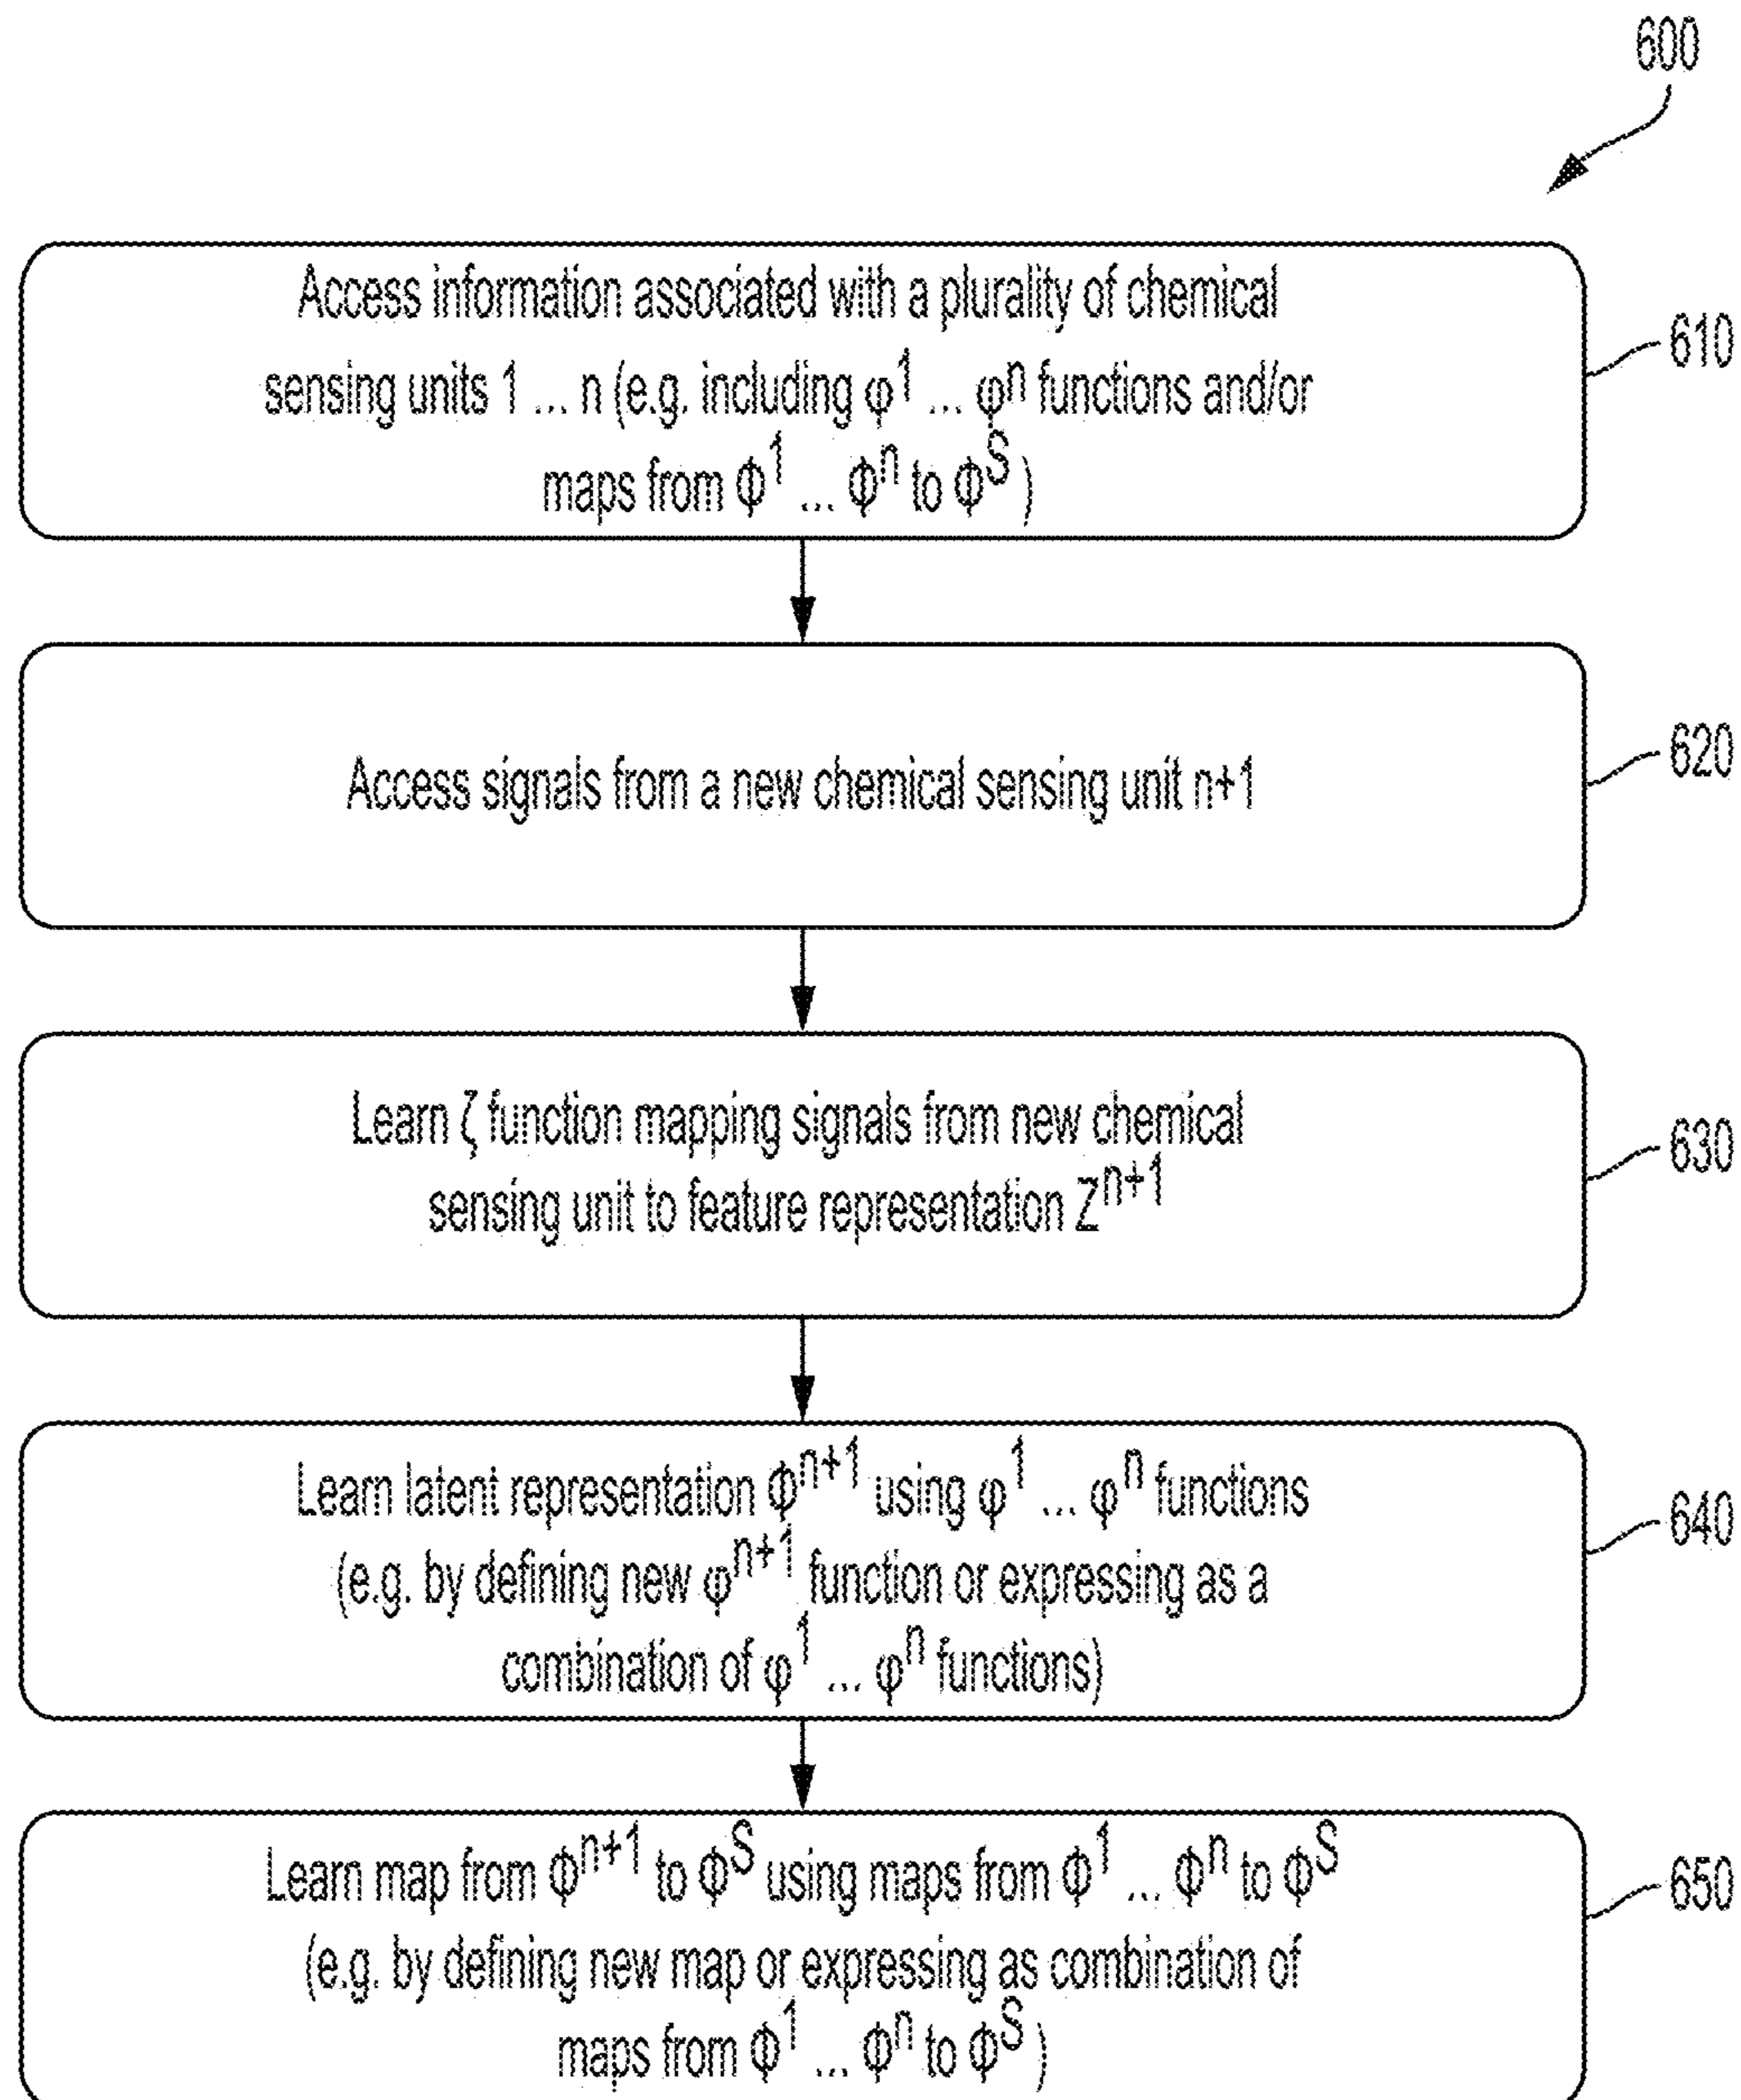 600
Access information associated with a plurality of chemical
sensing units 1 ... n (e.g. including φ¹ ... φⁿ functions and/or
maps from Φ¹ ... Φⁿ to Φˢ)
610
Access signals from a new chemical sensing unit n+1
620
Learn ζ function mapping signals from new chemical
sensing unit to feature representation Zⁿ⁺¹
630
Learn latent representation Φⁿ⁺¹ using φ¹ ... φⁿ functions
(e.g. by defining new φⁿ⁺¹ function or expressing as a
combination of φ¹ ... φⁿ functions)
640
Learn map from Φⁿ⁺¹ to Φˢ using maps from Φ¹ ... Φⁿ to Φˢ
(e.g. by defining new map or expressing as combination of
maps from Φ¹ ... Φⁿ to Φˢ)
650